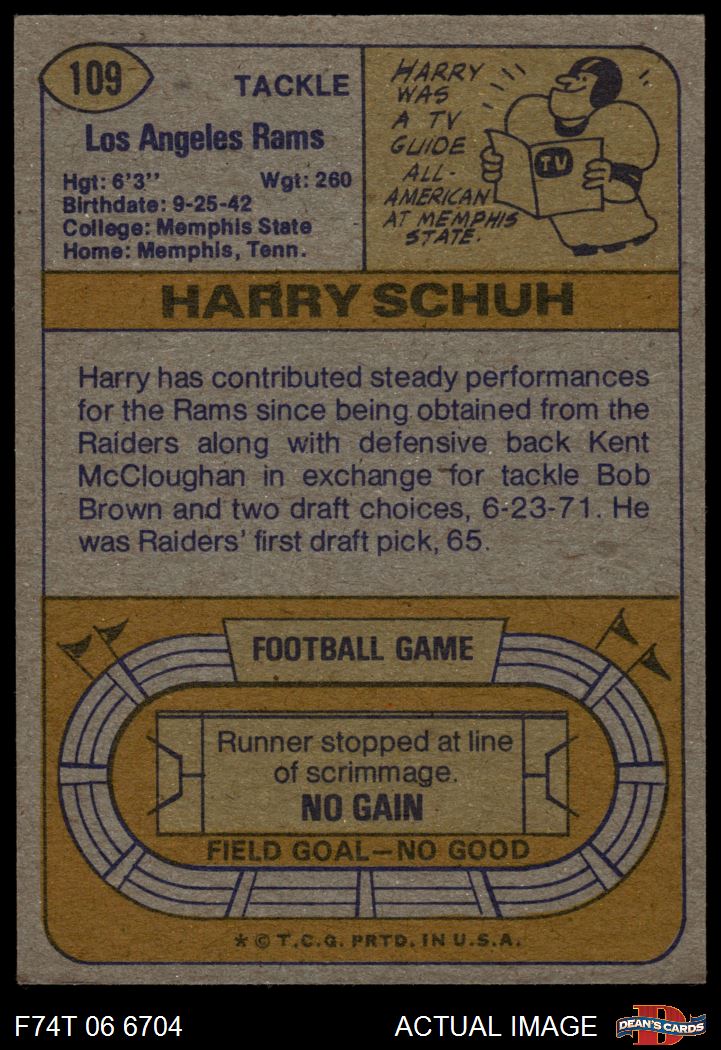 109
TACKLE
Los Angeles Rams
Hgt: 6'3" Wgt: 260
Birthdate: 9-25-42
College: Memphis State
Home: Memphis, Tenn.
HARRY
WAS
A TV
GUIDE
ALL-
AMERICAN
AT MEMPHIS
STATE.
TV
HARRY SCHUH
Harry has contributed steady performances
for the Rams since being obtained from the
Raiders along with defensive back Kent
McCloughan in exchange for tackle Bob
Brown and two draft choices, 6-23-71. He
was Raiders' first draft pick, 65.
FOOTBALL GAME
Runner stopped at line
of scrimmage.
NO GAIN
FIELD GOAL—NO GOOD
* © T.C.G. PRTD. IN U.S.A.
F74T 06 6704
ACTUAL IMAGE
D
DEAN'S CARDS